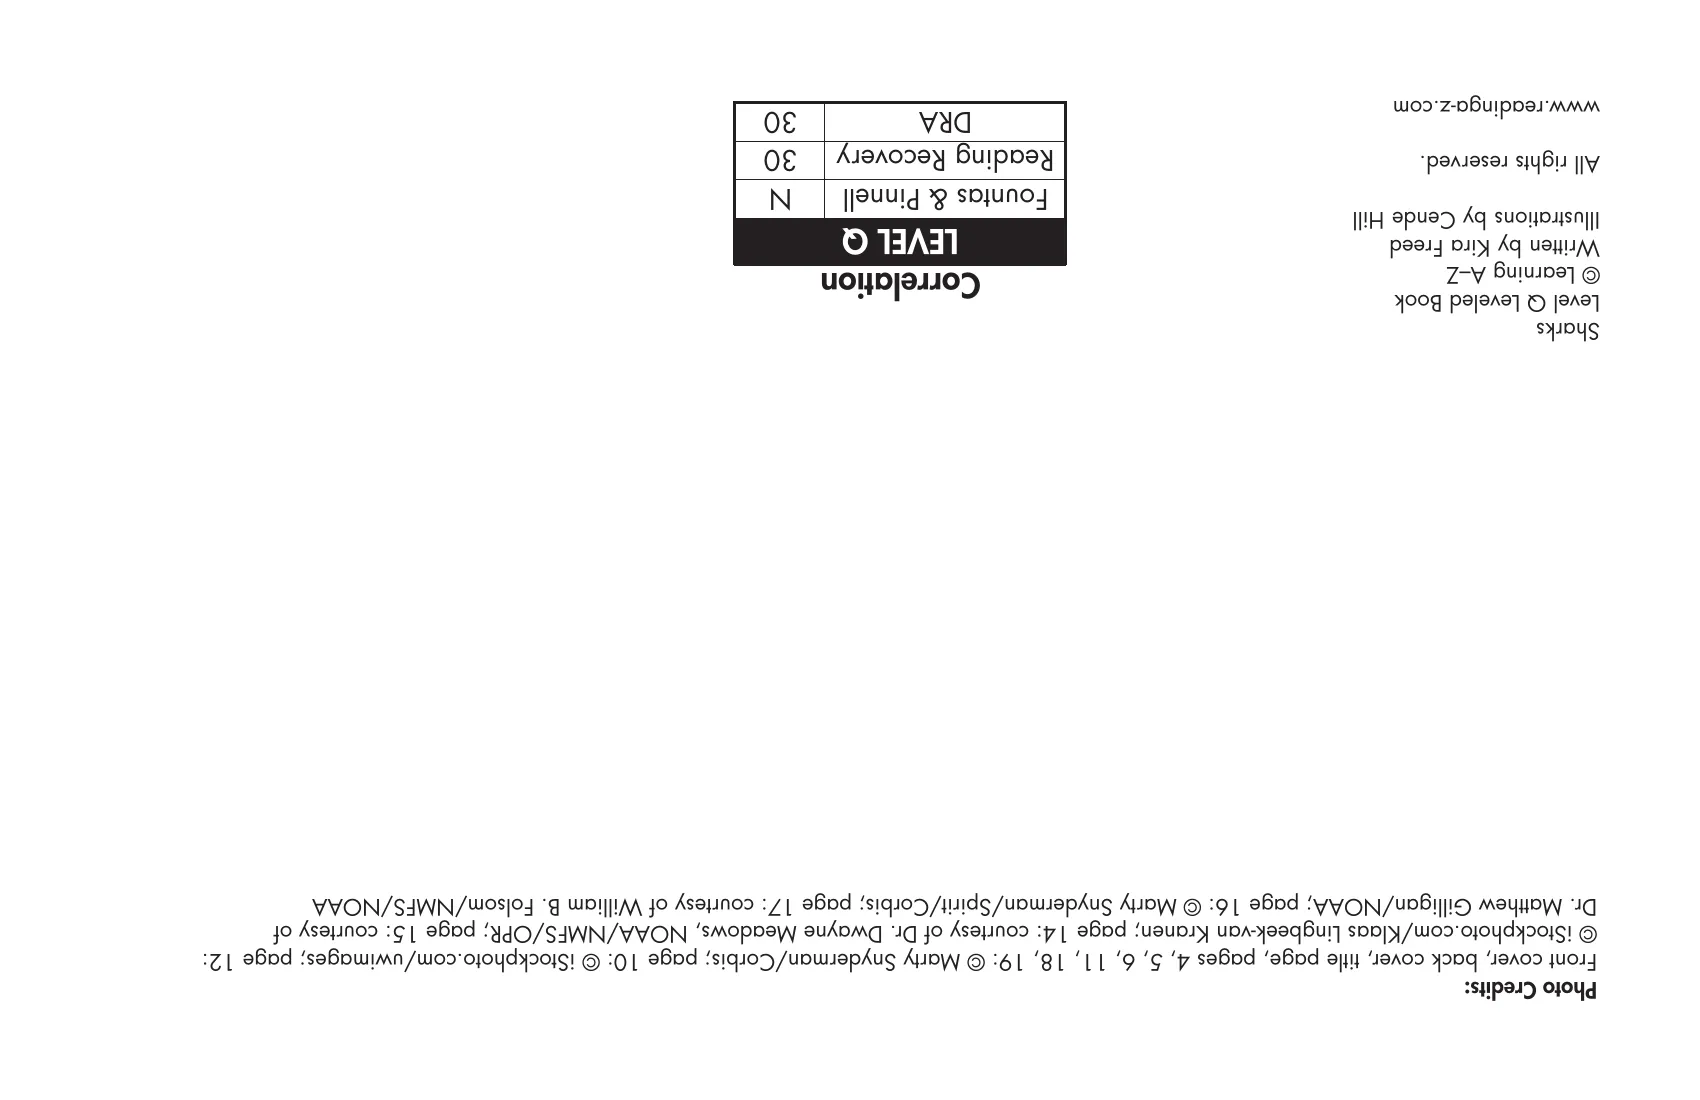 Photo Credits:
Front cover, back cover, title page, pages 4, 5, 6, 11, 18, 19: © Marty Snyderman/Corbis; page 10: © iStockphoto.com/uwimages; page 12:
© iStockphoto.com/Klaas Lingbeek-van Kranen; page 14: courtesy of Dr. Dwayne Meadows, NOAA/NMFS/OPR; page 15: courtesy of
Dr. Matthew Gilligan/NOAA; page 16: © Marty Snyderman/Spirit/Corbis; page 17: courtesy of William B. Folsom/NMFS/NOAA
Sharks
Level Q Leveled Book
© Learning A–Z
Written by Kira Freed
Illustrations by Cende Hill
All rights reserved.
www.readinga-z.com
Correlation
LEVEL Q
Fountas & Pinnell N
Reading Recovery 30
DRA 30